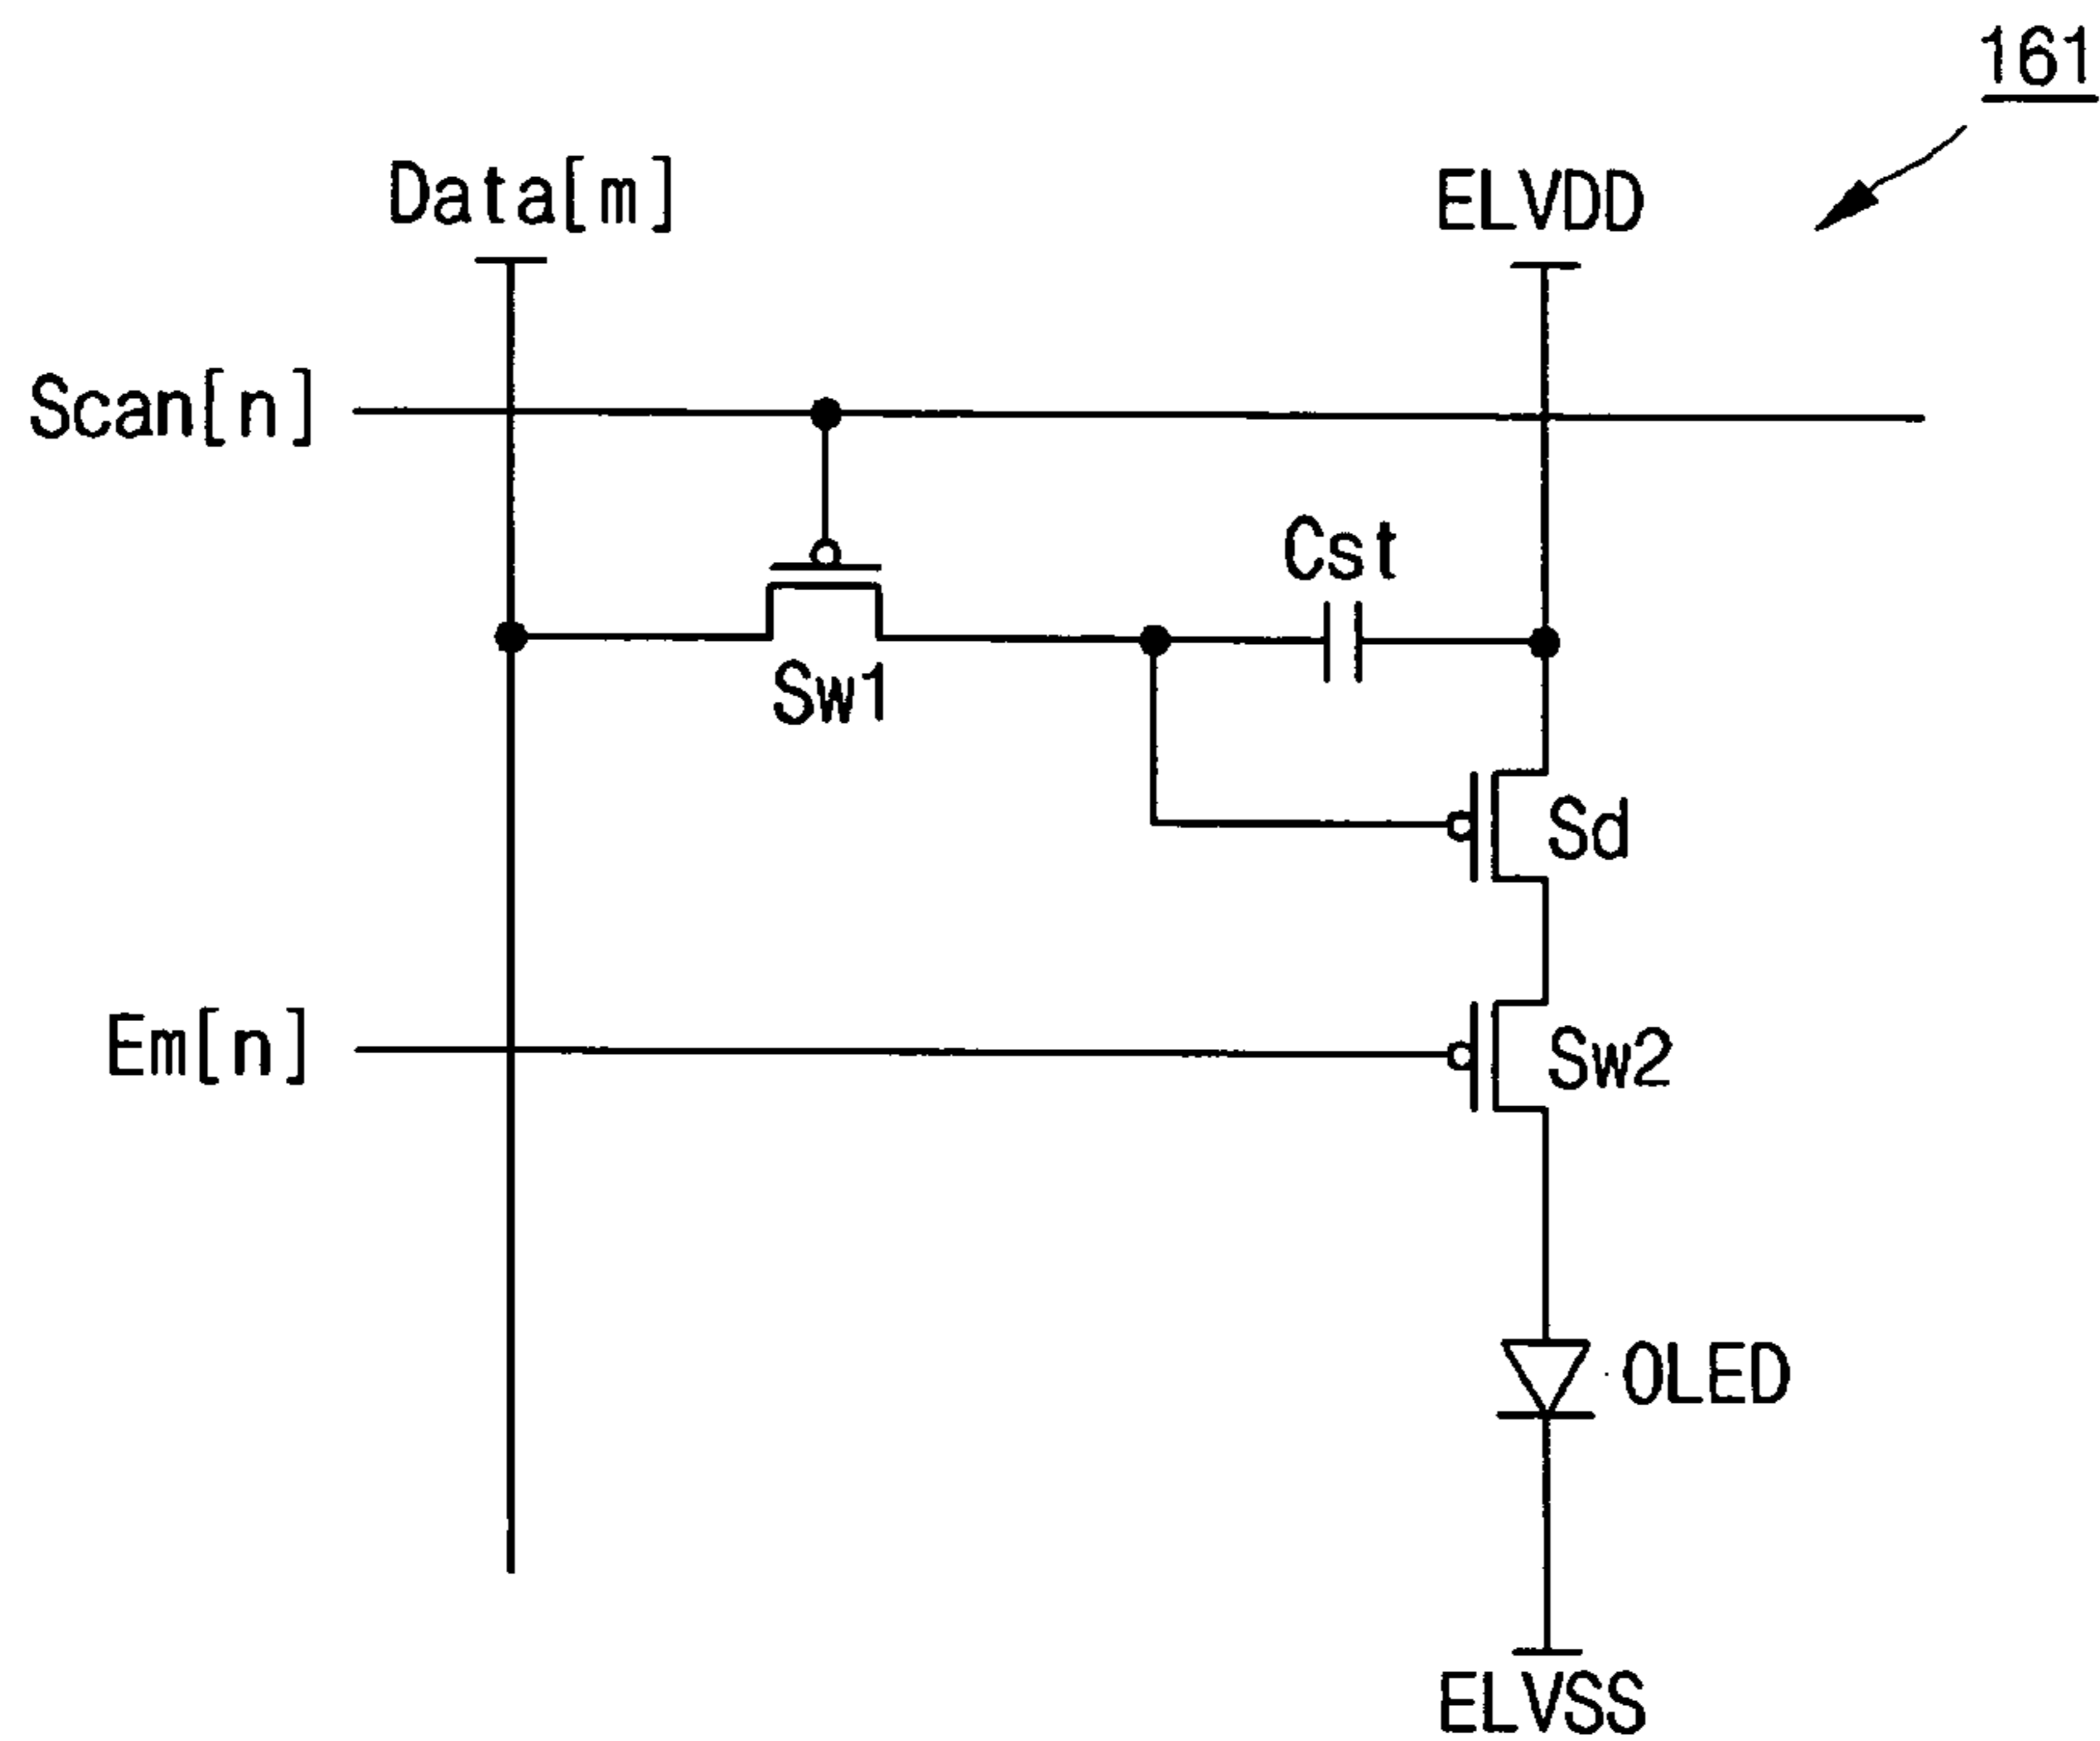 161
Data[m]
ELVDD
Scan[n]
Cst
Sw1
Sd
Em[n]
Sw2
OLED
ELVSS